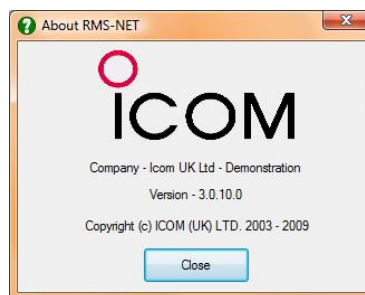 About RMS-NET
ICOM
Company - Icom UK Ltd - Demonstration
Version - 3.0.10.0
Copyright (c) ICOM (UK) LTD. 2003 - 2009
Close